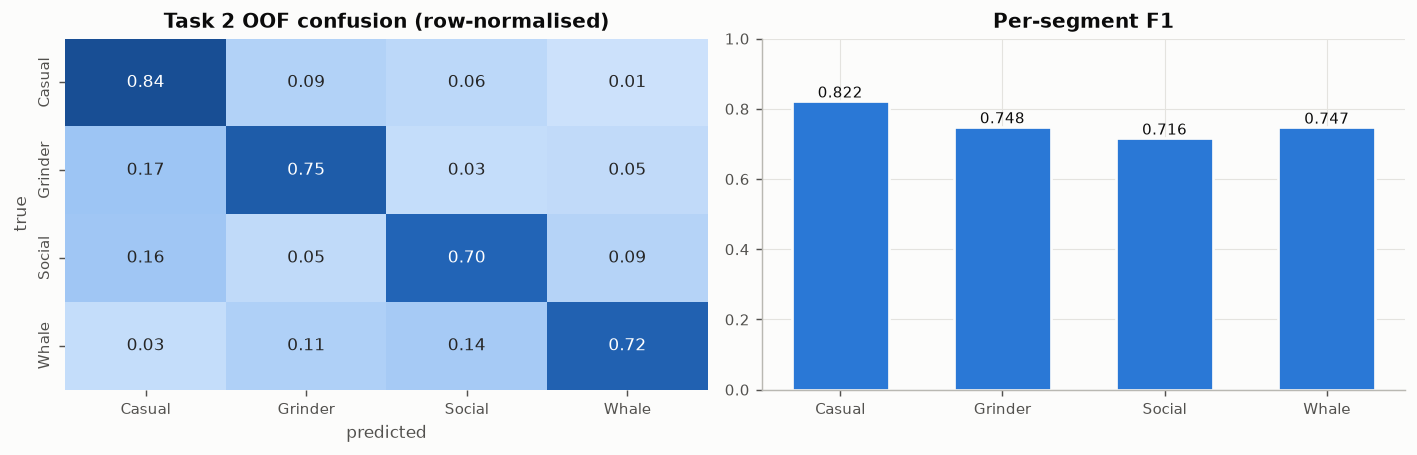 Task 2 OOF confusion (row-normalised)
true
Casual 0.84 0.09 0.06 0.01
Grinder 0.17 0.75 0.03 0.05
Social 0.16 0.05 0.70 0.09
Whale 0.03 0.11 0.14 0.72
Casual Grinder Social Whale
predicted
Per-segment F1
1.0
0.8
0.6
0.4
0.2
0.0
0.822 0.748 0.716 0.747
Casual Grinder Social Whale